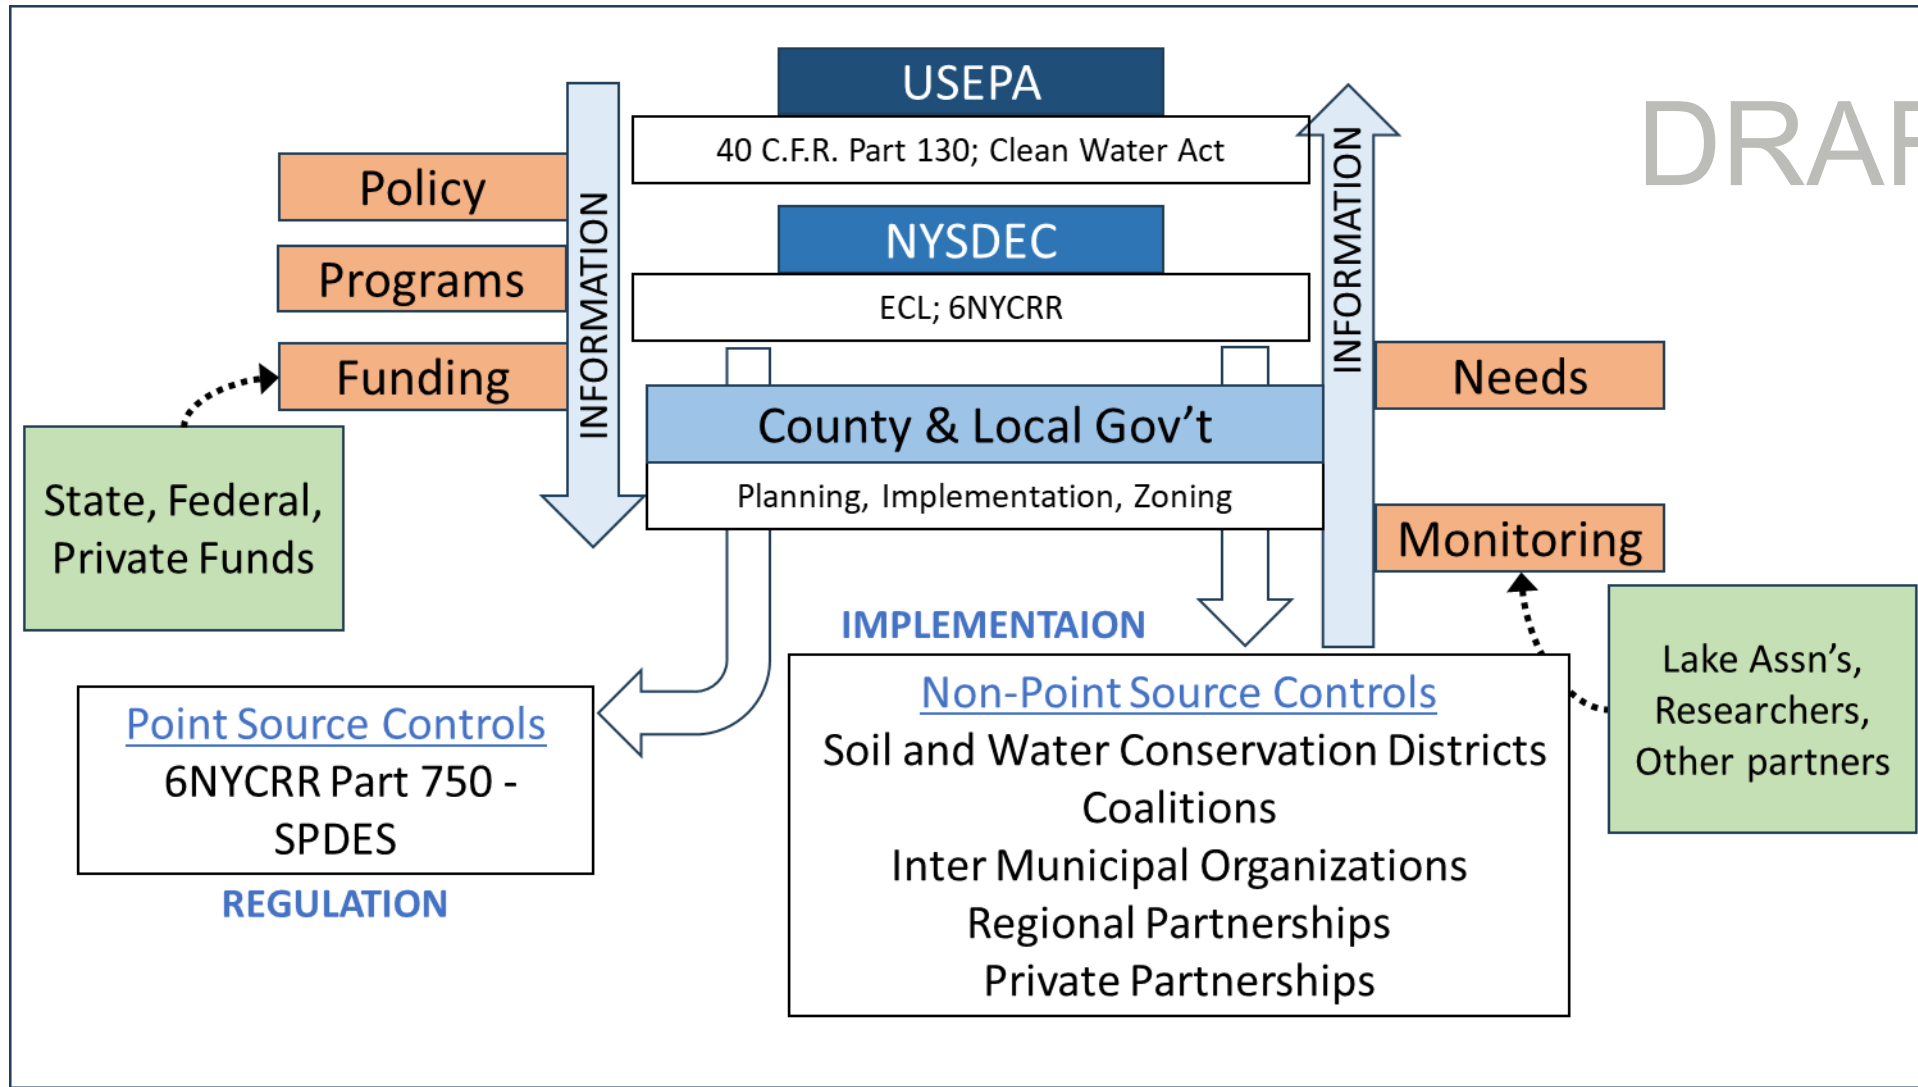 USEPA
40 C.F.R. Part 130; Clean Water Act
DRAF
Policy
Programs
Funding
INFORMATION
NYSDEC
ECL; 6NYCRR
INFORMATION
County & Local Gov’t
Planning, Implementation, Zoning
Needs
Monitoring
State, Federal,
Private Funds
IMPLEMENTAION
Point Source Controls
6NYCRR Part 750 -
SPDES
REGULATION
Non-Point Source Controls
Soil and Water Conservation Districts
Coalitions
Inter Municipal Organizations
Regional Partnerships
Private Partnerships
Lake Assn’s,
Researchers,
Other partners